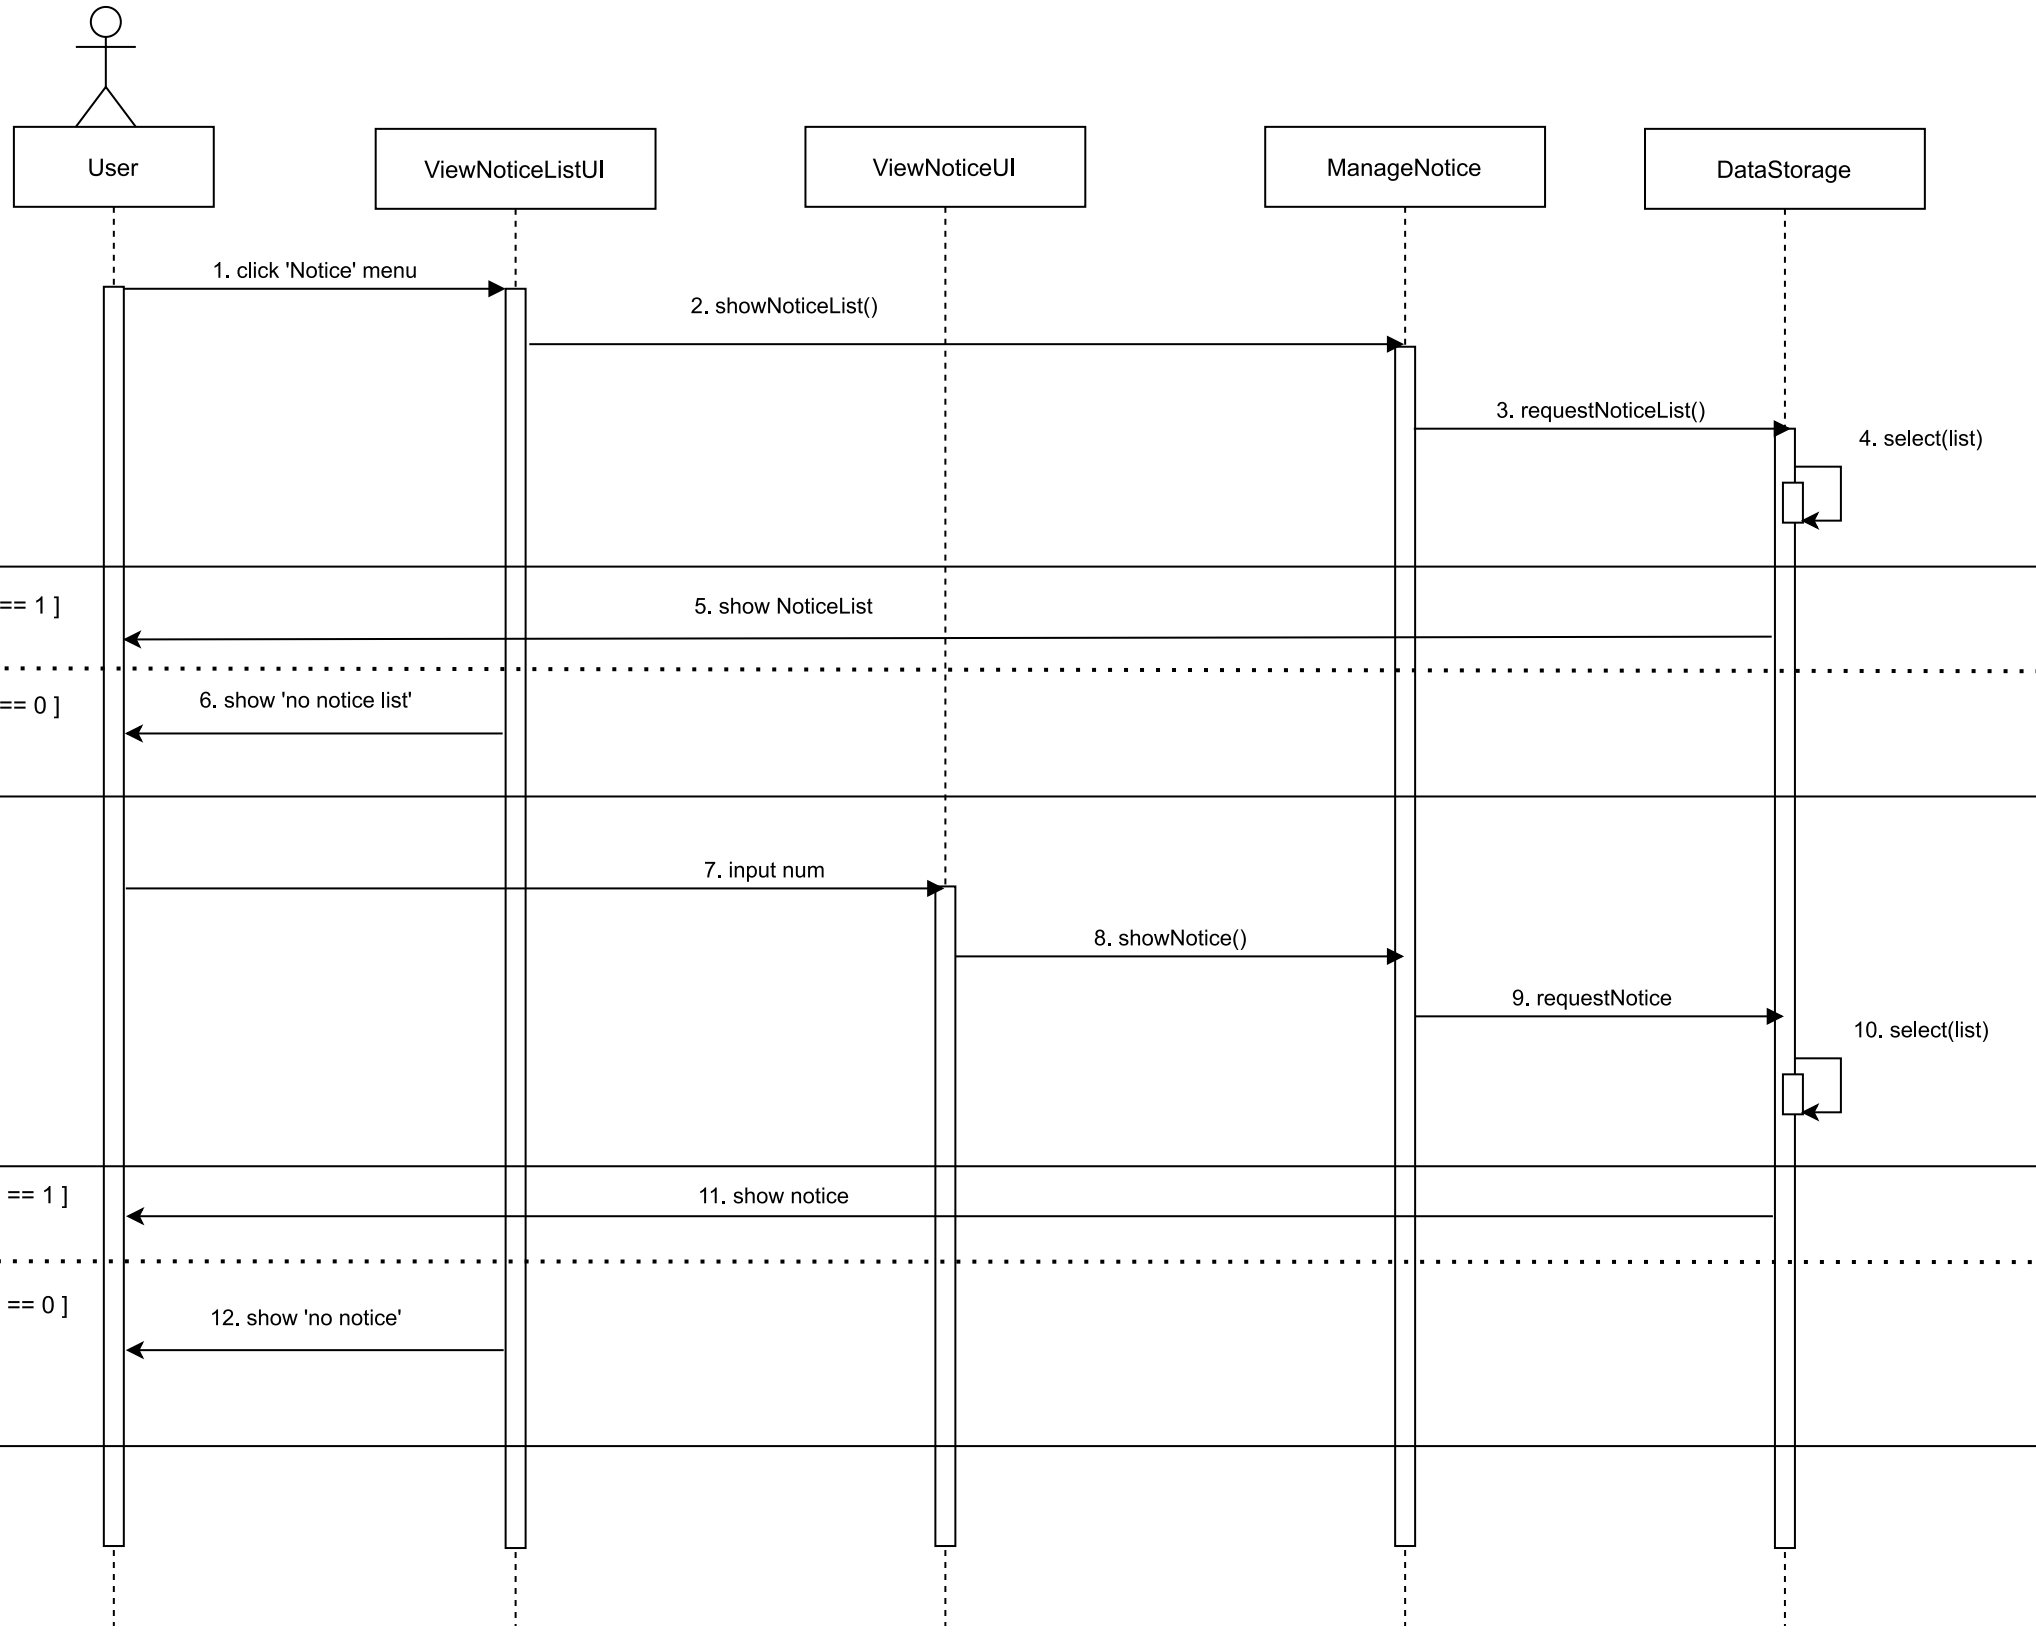 User
ViewNoticeListUI
ViewNoticeUI
ManageNotice
DataStorage
1. click 'Notice' menu
2. showNoticeList()
3. requestNoticeList()
4. select(list)
== 1 ]
5. show NoticeList
== 0 ]
6. show 'no notice list'
7. input num
8. showNotice()
9. requestNotice
10. select(list)
== 1 ]
11. show notice
== 0 ]
12. show 'no notice'